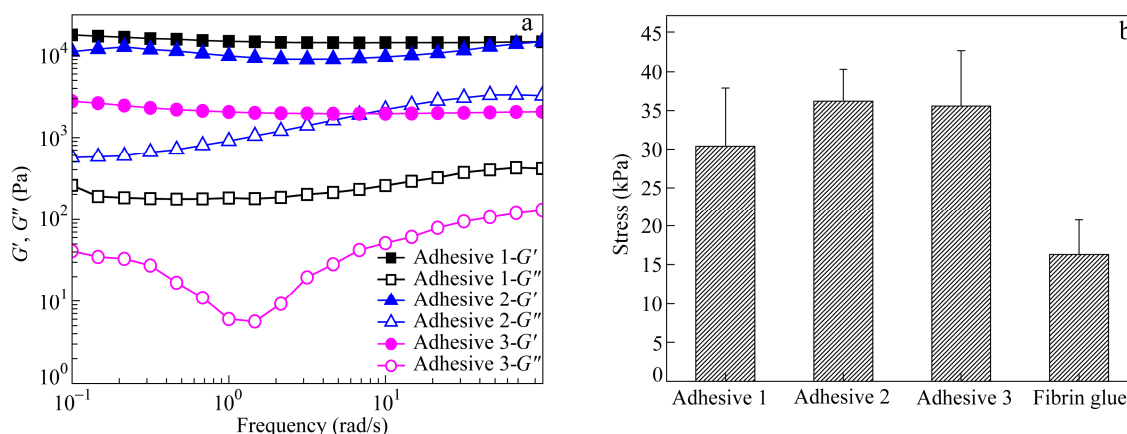 a
10⁴
10³
10²
10¹
10⁰
G′, G″ (Pa)
Adhesive 1-G′
Adhesive 1-G″
Adhesive 2-G′
Adhesive 2-G″
Adhesive 3-G′
Adhesive 3-G″
10⁻¹ 10⁰ 10¹
Frequency (rad/s)
b
45
40
35
30
25
20
15
10
5
0
Stress (kPa)
Adhesive 1 Adhesive 2 Adhesive 3 Fibrin glue